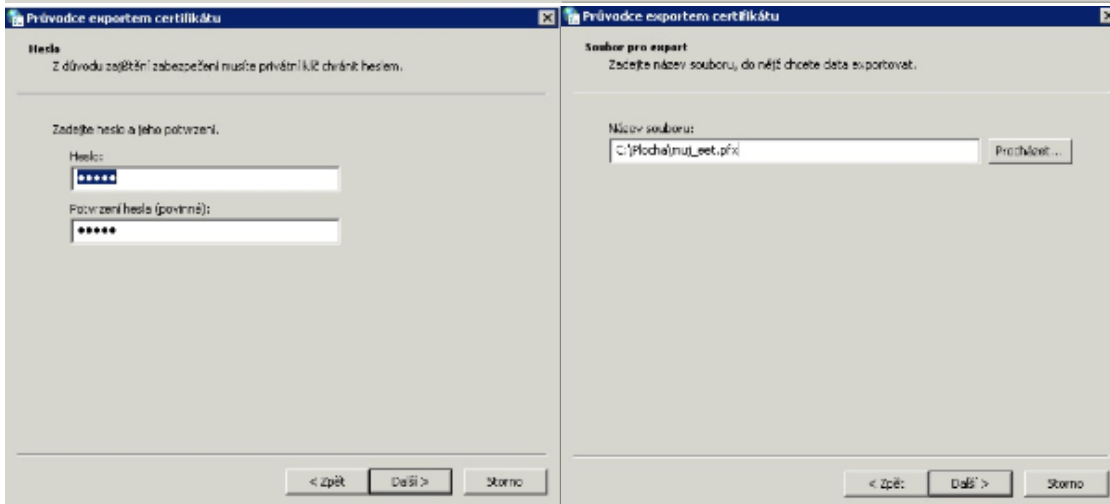 Průvodce exportem certifikátu
Heslo
Z důvodu zajištění zabezpečení musíte privátní klíč chránit heslem.
Zadejte heslo a jeho potvrzení.
Heslo:
•••••
Potvrzení hesla (povinné):
•••••
< Zpět
Další >
Storno
Průvodce exportem certifikátu
Soubor pro export
Zadejte název souboru, do nějž chcete data exportovat.
Název souboru:
C:\Plocha\muj_eet.pfx
Procházet ...
< Zpět
Další >
Storno